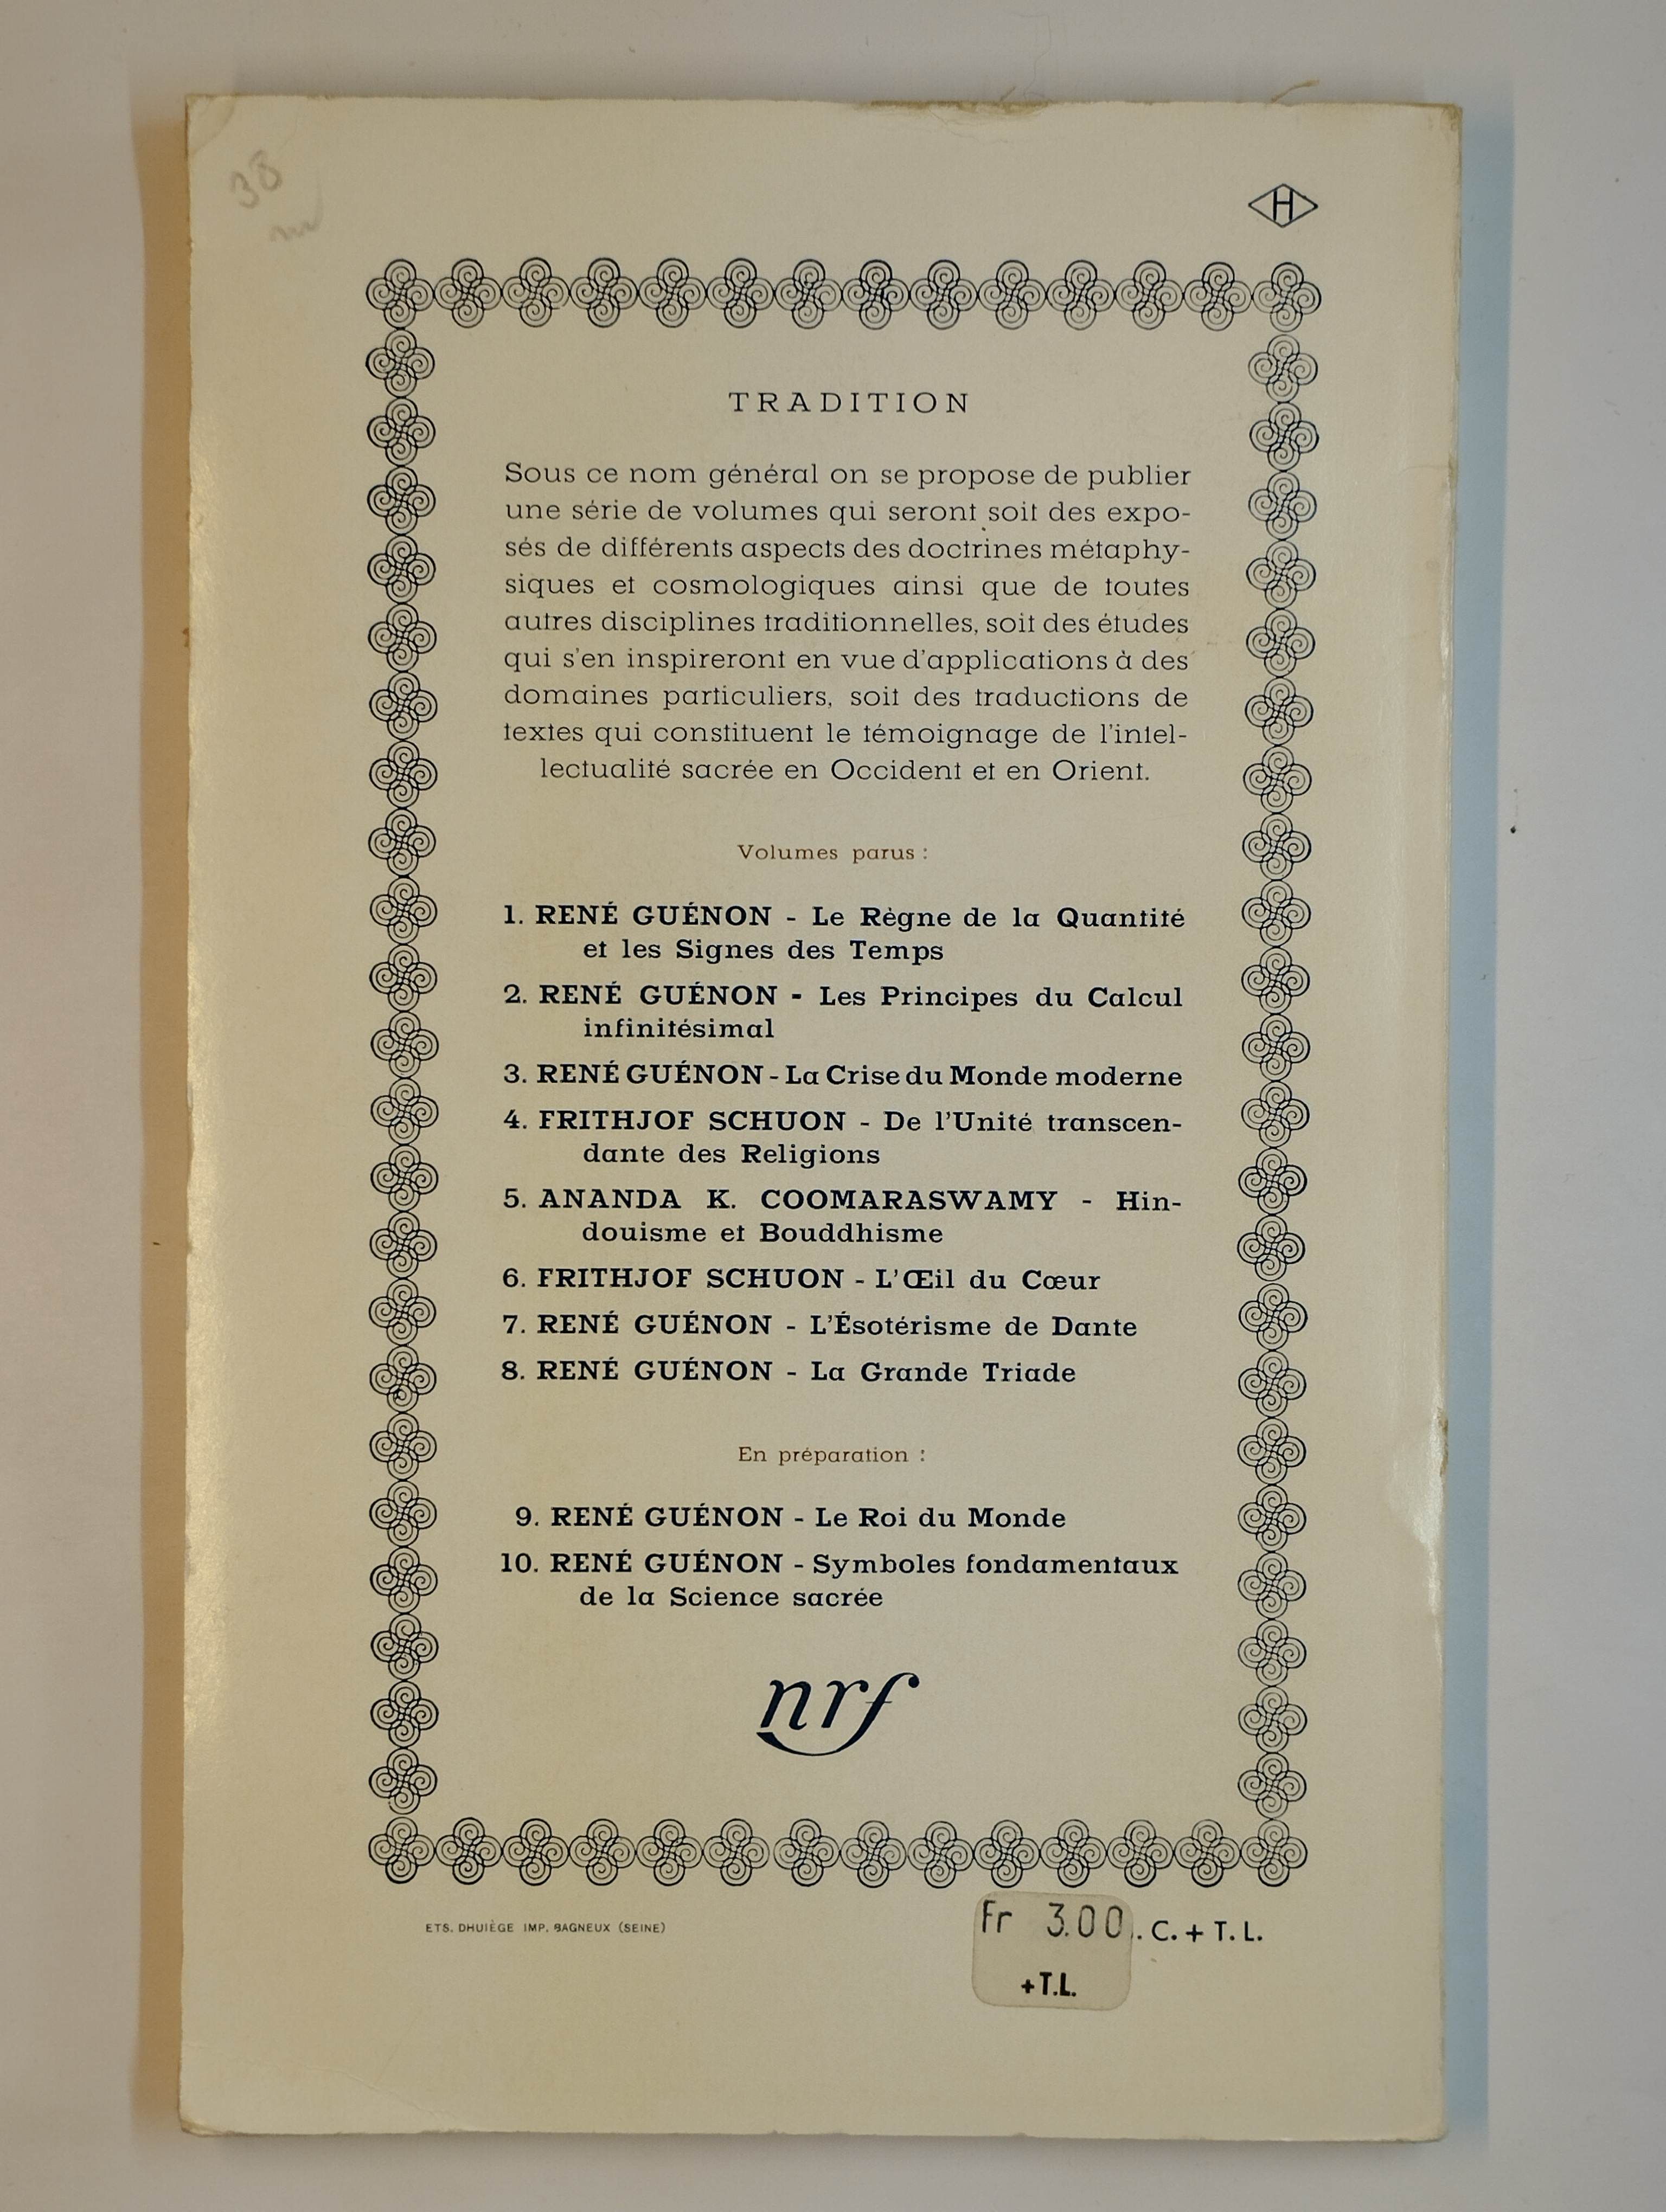 38
H
TRADITION
Sous ce nom général on se propose de publier
une série de volumes qui seront soit des expo-
sés de différents aspects des doctrines métaphy-
siques et cosmologiques ainsi que de toutes
autres disciplines traditionnelles, soit des études
qui s'en inspireront en vue d'applications à des
domaines particuliers, soit des traductions de
textes qui constituent le témoignage de l'intel-
lectualité sacrée en Occident et en Orient.
Volumes parus :
1. RENÉ GUÉNON - Le Règne de la Quantité
et les Signes des Temps
2. RENÉ GUÉNON - Les Principes du Calcul
infinitésimal
3. RENÉ GUÉNON - La Crise du Monde moderne
4. FRITHJOF SCHUON - De l'Unité transcen-
dante des Religions
5. ANANDA K. COOMARASWAMY - Hin-
douisme et Bouddhisme
6. FRITHJOF SCHUON - L'Œil du Cœur
7. RENÉ GUÉNON - L'Ésotérisme de Dante
8. RENÉ GUÉNON - La Grande Triade
En préparation :
9. RENÉ GUÉNON - Le Roi du Monde
10. RENÉ GUÉNON - Symboles fondamentaux
de la Science sacrée
nrf
ETS. DHUIÈGE IMP. BAGNEUX (SEINE)
Fr 3.00 . C. + T. L.
+T.L.